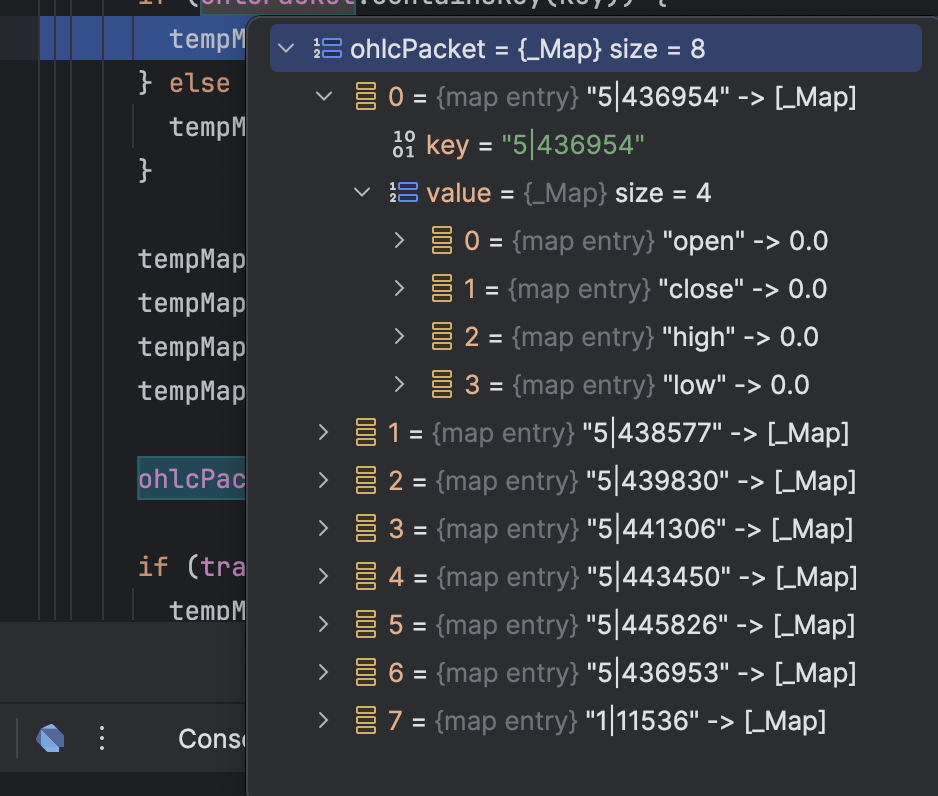 tempM
} else
tempM
}
tempMap
tempMap
tempMap
tempMap
ohlcPac
if (tra
tempM
Conso
ohlcPacket = {_Map} size = 8
0 = {map entry} "5|436954" -> [_Map]
key = "5|436954"
value = {_Map} size = 4
0 = {map entry} "open" -> 0.0
1 = {map entry} "close" -> 0.0
2 = {map entry} "high" -> 0.0
3 = {map entry} "low" -> 0.0
1 = {map entry} "5|438577" -> [_Map]
2 = {map entry} "5|439830" -> [_Map]
3 = {map entry} "5|441306" -> [_Map]
4 = {map entry} "5|443450" -> [_Map]
5 = {map entry} "5|445826" -> [_Map]
6 = {map entry} "5|436953" -> [_Map]
7 = {map entry} "1|11536" -> [_Map]